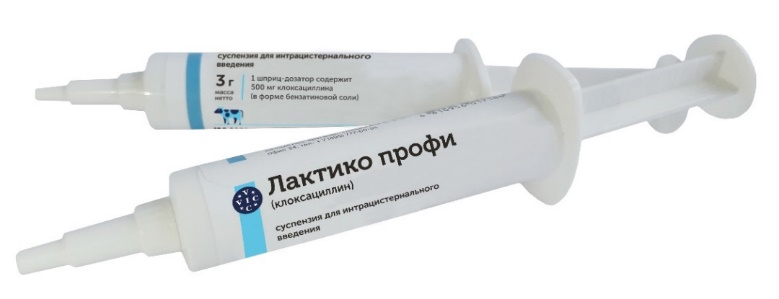 суспензия для интрацистернального
введения
3 г
масса
нетто
1 шприц-дозатор содержит
500 мг клоксациллина
(в форме бензатиновой соли)
VIC
Лактико профи
(клоксациллин)
суспензия для интрацистернального
введения